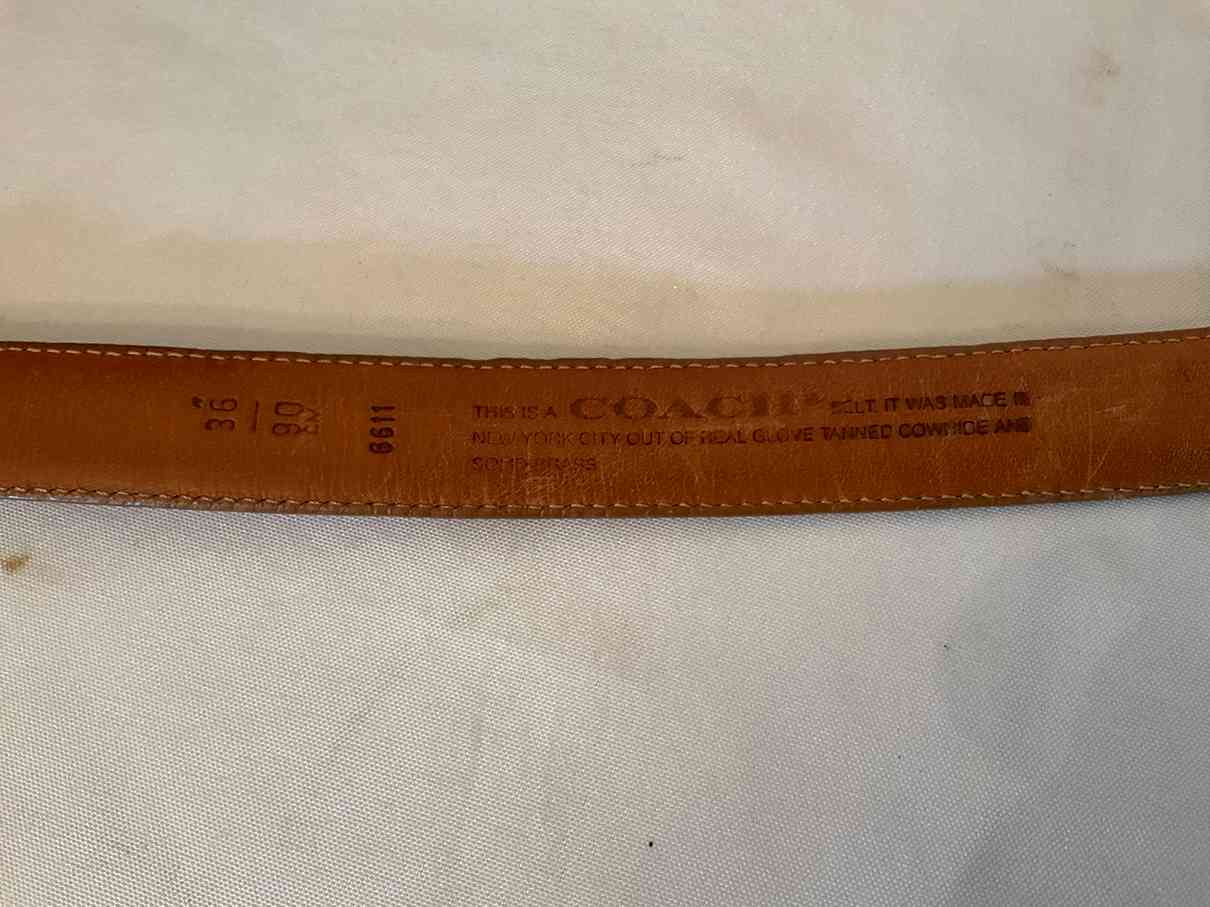 36"
90
CM
6611
THIS IS A COACH® BELT. IT WAS MADE IN
NEW YORK CITY OUT OF REAL GLOVE TANNED COWHIDE AND
SOLID BRASS.